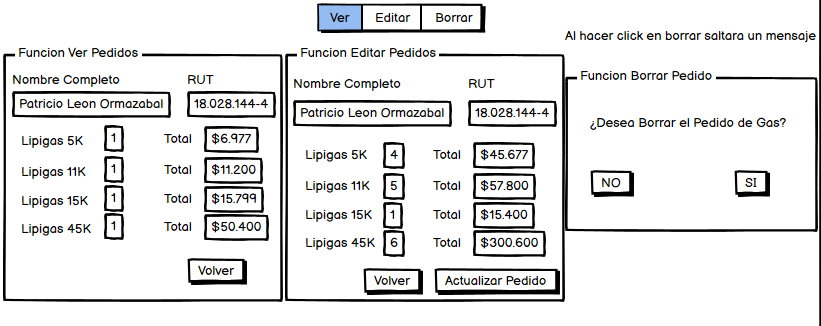 Ver Editar Borrar
Al hacer click en borrar saltara un mensaje
Funcion Ver Pedidos
Nombre Completo RUT
Patricio Leon Ormazabal 18.028.144-4
Lipigas 5K 1 Total $6.977
Lipigas 11K 1 Total $11.200
Lipigas 15K 1 Total $15.799
Lipigas 45K 1 Total $50.400
Volver
Funcion Editar Pedidos
Nombre Completo RUT
Patricio Leon Ormazabal 18.028.144-4
Lipigas 5K 4 Total $45.677
Lipigas 11K 5 Total $57.800
Lipigas 15K 1 Total $15.400
Lipigas 45K 6 Total $300.600
Volver Actualizar Pedido
Funcion Borrar Pedido
¿Desea Borrar el Pedido de Gas?
NO SI